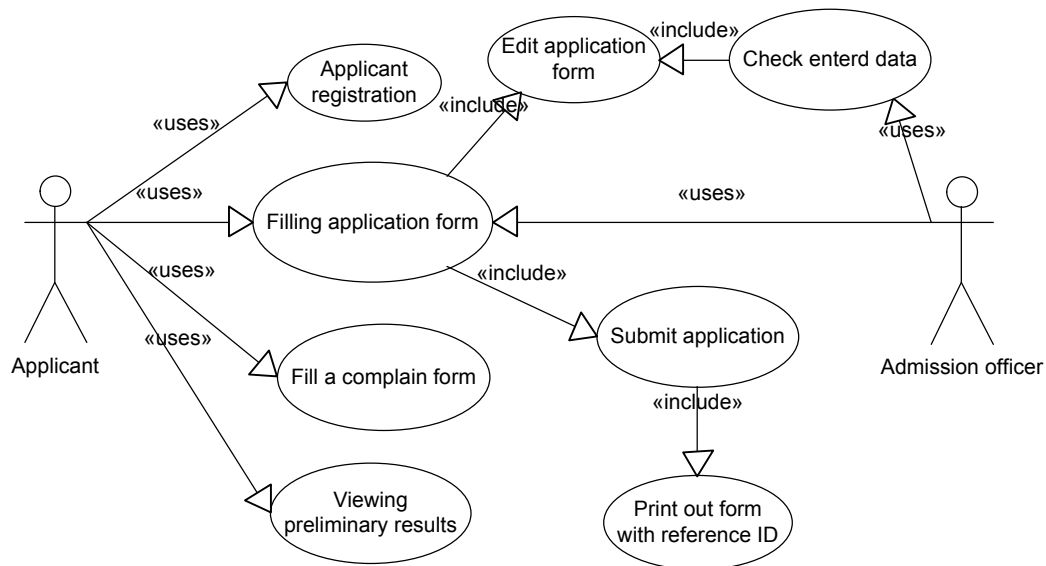 «include»
Edit application
form
Check enterd data
Applicant
registration
«include»
«uses»
«uses»
«uses»
«uses»
Filling application form
«uses»
«include»
«uses»
Submit application
Applicant
Admission officer
Fill a complain form
«include»
Viewing
preliminary results
Print out form
with reference ID